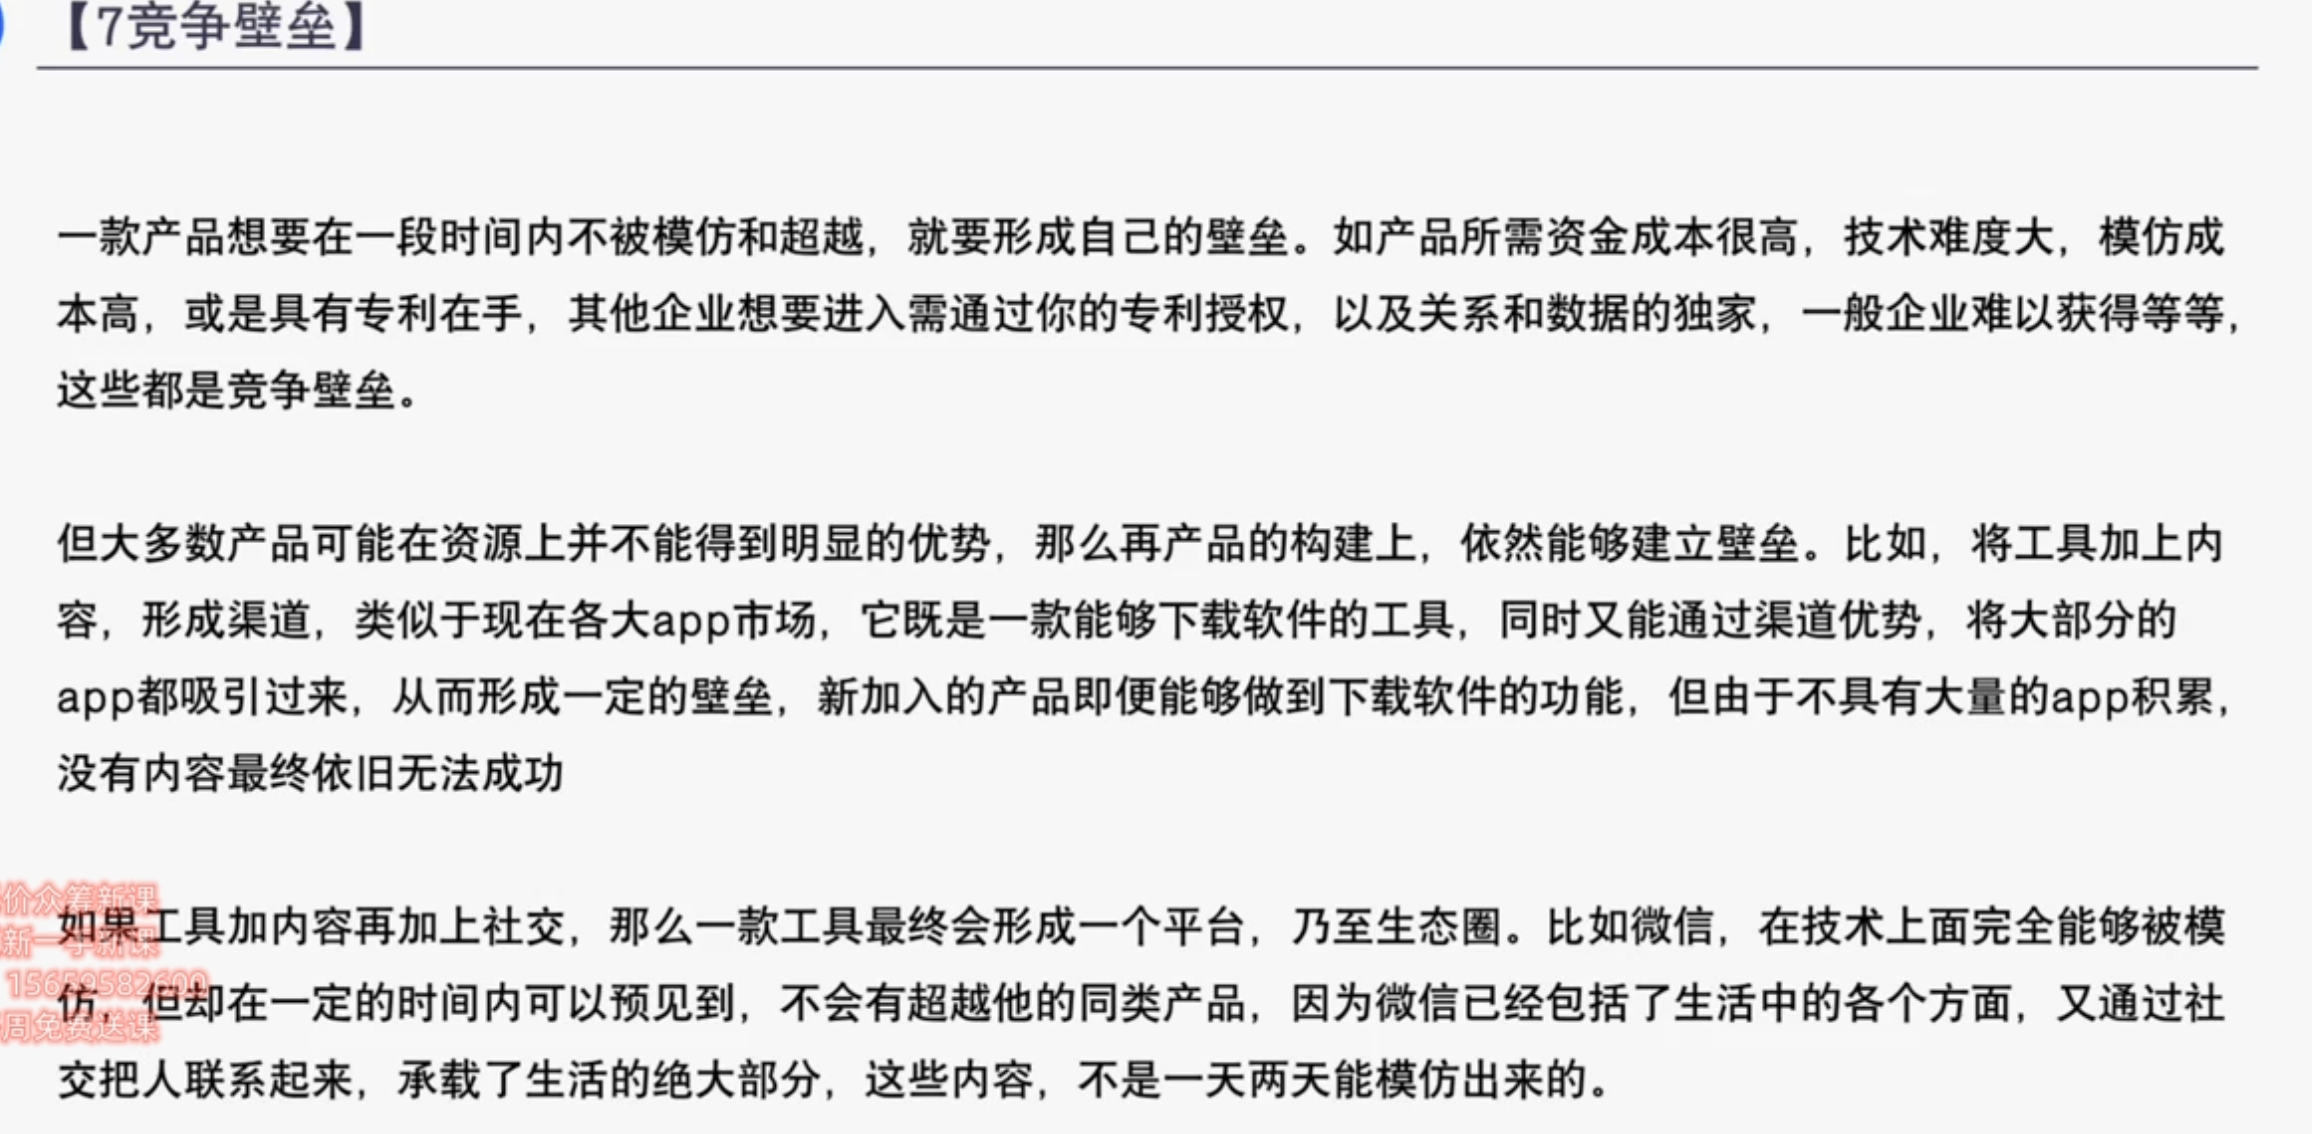 【7竞争壁垒】
一款产品想要在一段时间内不被模仿和超越，就要形成自己的壁垒。如产品所需资金成本很高，技术难度大，模仿成
本高，或是具有专利在手，其他企业想要进入需通过你的专利授权，以及关系和数据的独家，一般企业难以获得等等，
这些都是竞争壁垒。
但大多数产品可能在资源上并不能得到明显的优势，那么再产品的构建上，依然能够建立壁垒。比如，将工具加上内
容，形成渠道，类似于现在各大app市场，它既是一款能够下载软件的工具，同时又能通过渠道优势，将大部分的
app都吸引过来，从而形成一定的壁垒，新加入的产品即便能够做到下载软件的功能，但由于不具有大量的app积累，
没有内容最终依旧无法成功
价众筹新课
如果工具加内容再加上社交，那么一款工具最终会形成一个平台，乃至生态圈。比如微信，在技术上面完全能够被模
新一手新课
15659582600
仿，但却在一定的时间内可以预见到，不会有超越他的同类产品，因为微信已经包括了生活中的各个方面，又通过社
周免费送课
交把人联系起来，承载了生活的绝大部分，这些内容，不是一天两天能模仿出来的。